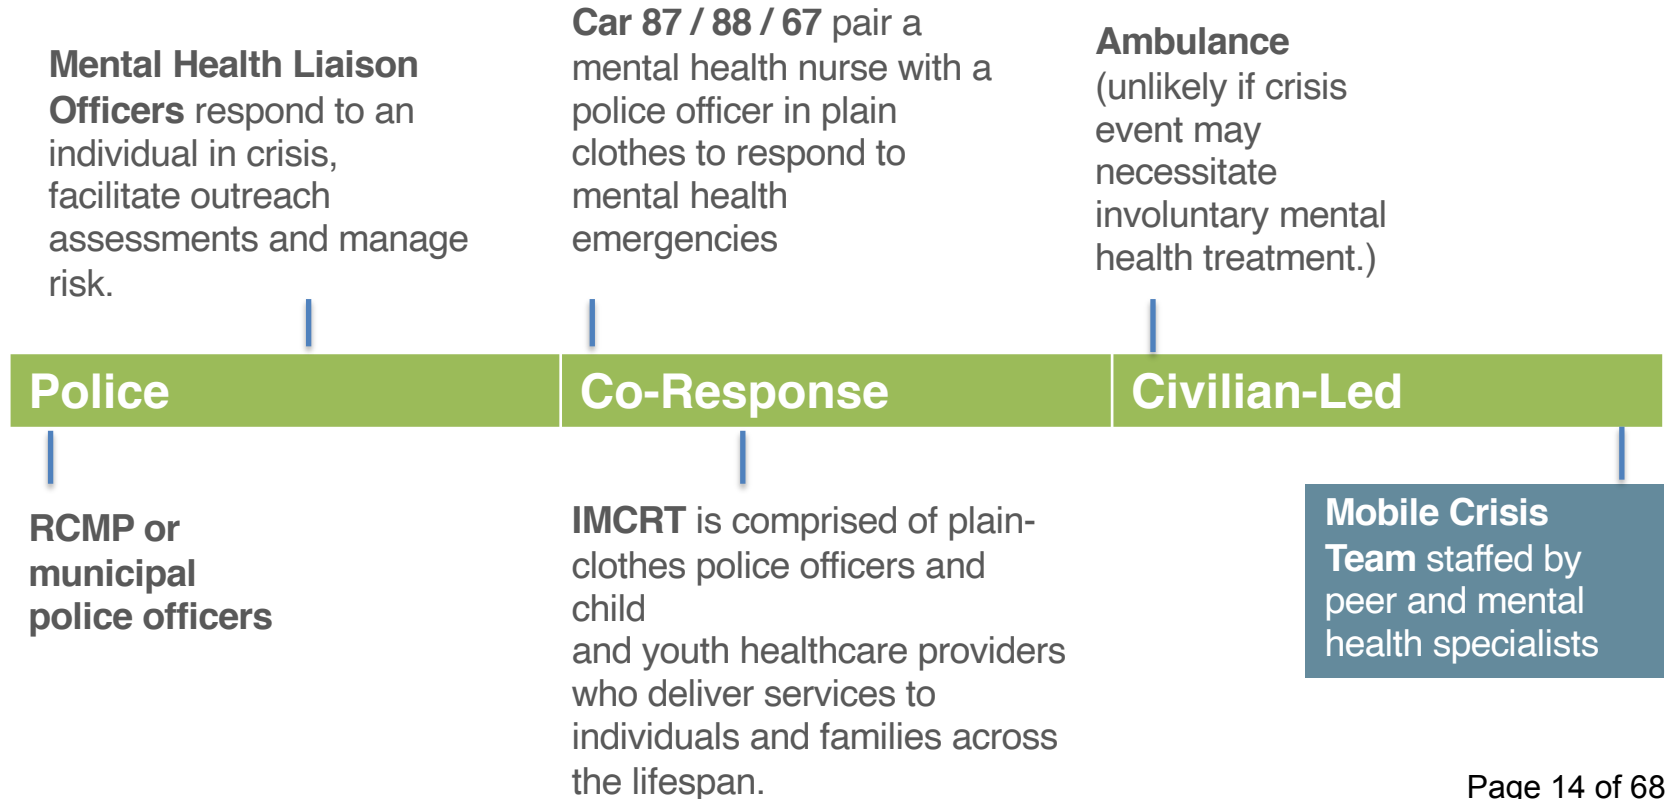 Mental Health Liaison
Officers respond to an
individual in crisis,
facilitate outreach
assessments and manage
risk.
Car 87 / 88 / 67 pair a
mental health nurse with a
police officer in plain
clothes to respond to
mental health
emergencies
Ambulance
(unlikely if crisis
event may
necessitate
involuntary mental
health treatment.)
Police
Co-Response
Civilian-Led
RCMP or
municipal
police officers
IMCRT is comprised of plain-
clothes police officers and
child
and youth healthcare providers
who deliver services to
individuals and families across
the lifespan.
Mobile Crisis
Team staffed by
peer and mental
health specialists
Page 14 of 68